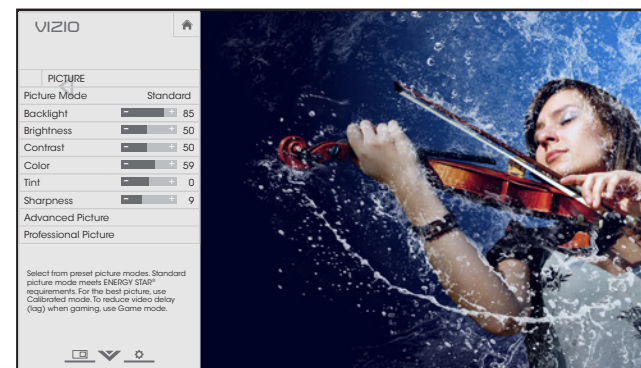 VIZIO
PICTURE
Picture Mode Standard
Backlight 85
Brightness 50
Contrast 50
Color 59
Tint 0
Sharpness 9
Advanced Picture
Professional Picture
Select from preset picture modes. Standard
picture mode meets ENERGY STAR®
requirements. For the best picture, use
Calibrated mode. To reduce video delay
(lag) when gaming, use Game mode.